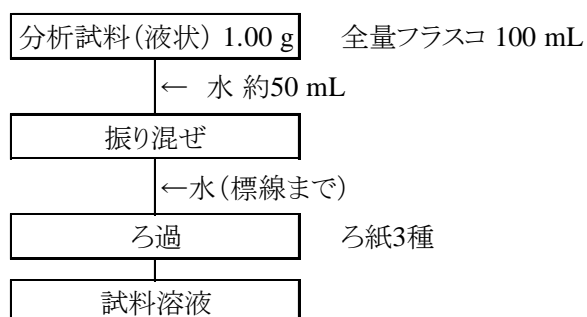 分析試料(液状) 1.00 g 全量フラスコ 100 mL
← 水 約50 mL
振り混ぜ
←水(標線まで)
ろ過 ろ紙3種
試料溶液